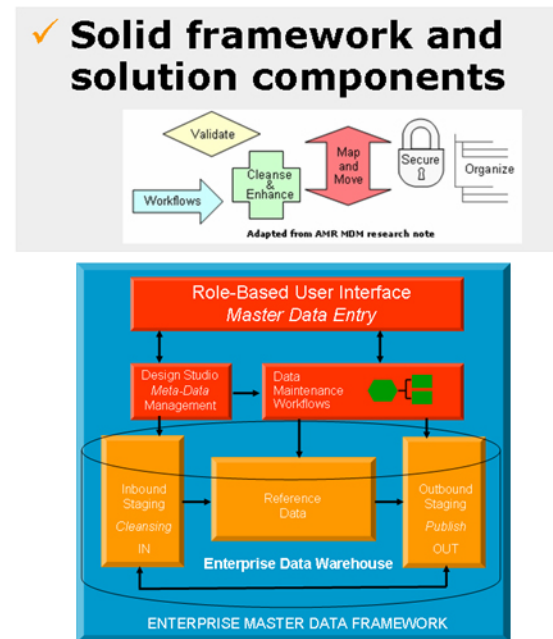 ✓ Solid framework and
solution components
Validate
Workflows
Cleanse
&
Enhance
Map
and
Move
Secure
Organize
Adapted from AMR MDM research note
Role-Based User Interface
Master Data Entry
Design Studio
Meta-Data
Management
Data
Maintenance
Workflows
Inbound
Staging
Cleansing
IN
Reference
Data
Outbound
Staging
Publish
OUT
Enterprise Data Warehouse
ENTERPRISE MASTER DATA FRAMEWORK